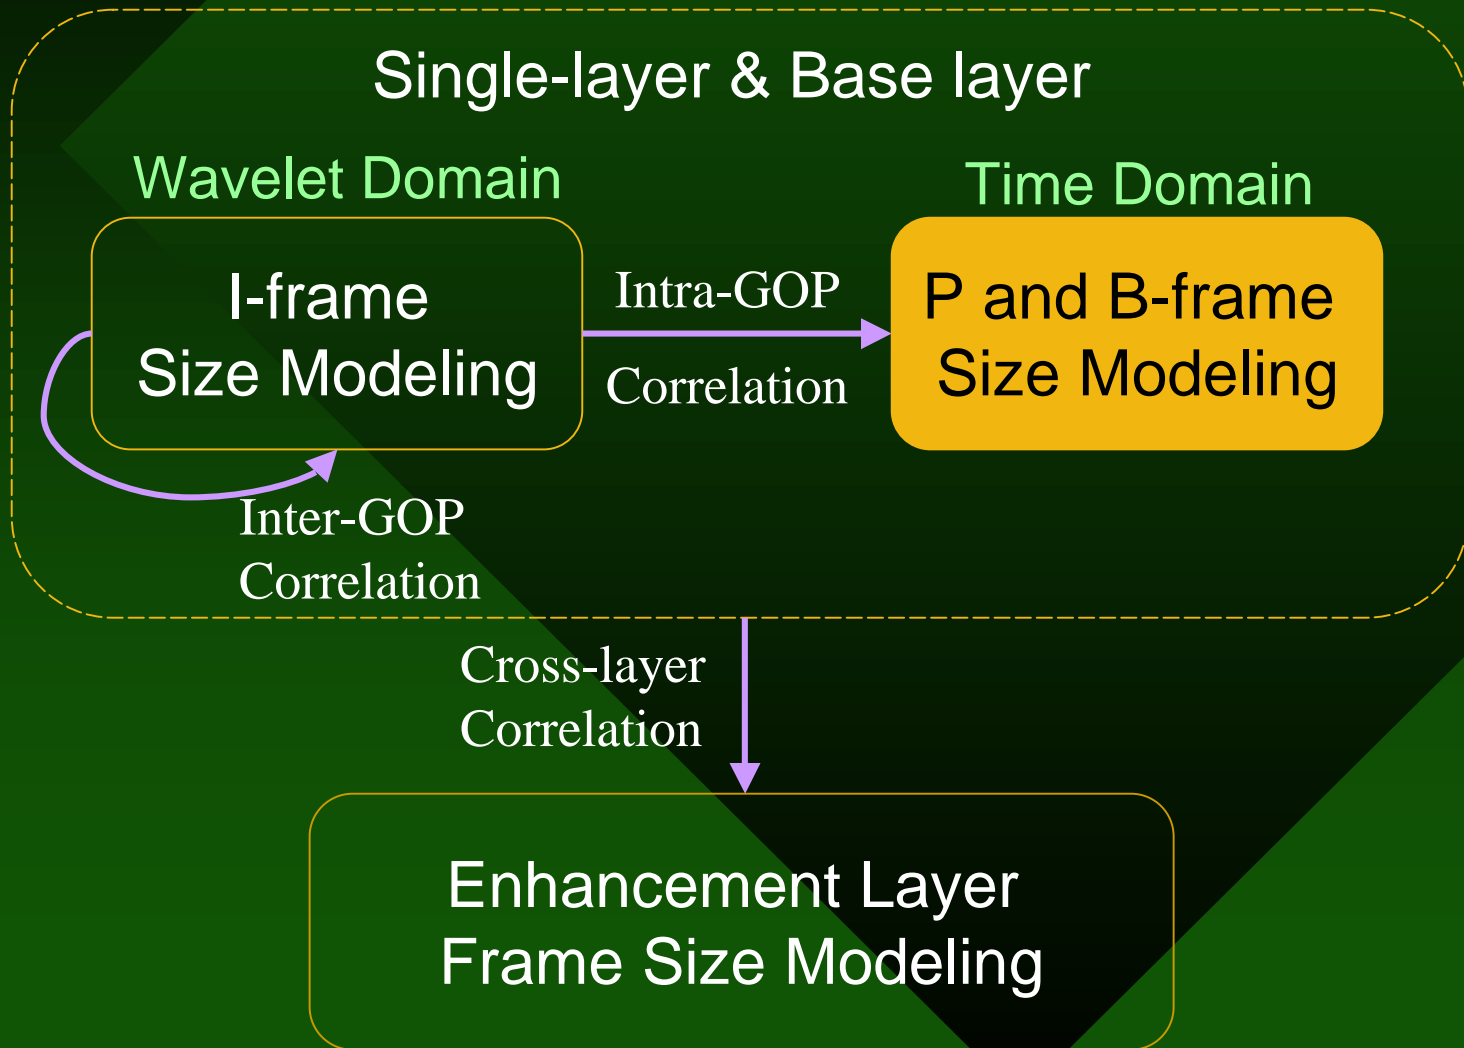 Single-layer & Base layer
Wavelet Domain
Time Domain
I-frame
Size Modeling
Intra-GOP
Correlation
P and B-frame
Size Modeling
Inter-GOP
Correlation
Cross-layer
Correlation
Enhancement Layer
Frame Size Modeling